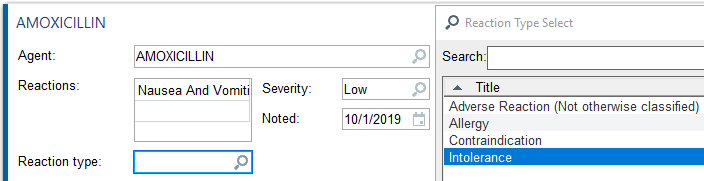 AMOXICILLIN
Agent: AMOXICILLIN
Reactions: Nausea And Vomiti
Severity: Low
Noted: 10/1/2019
Reaction type:
Reaction Type Select
Search:
Title
Adverse Reaction (Not otherwise classified)
Allergy
Contraindication
Intolerance